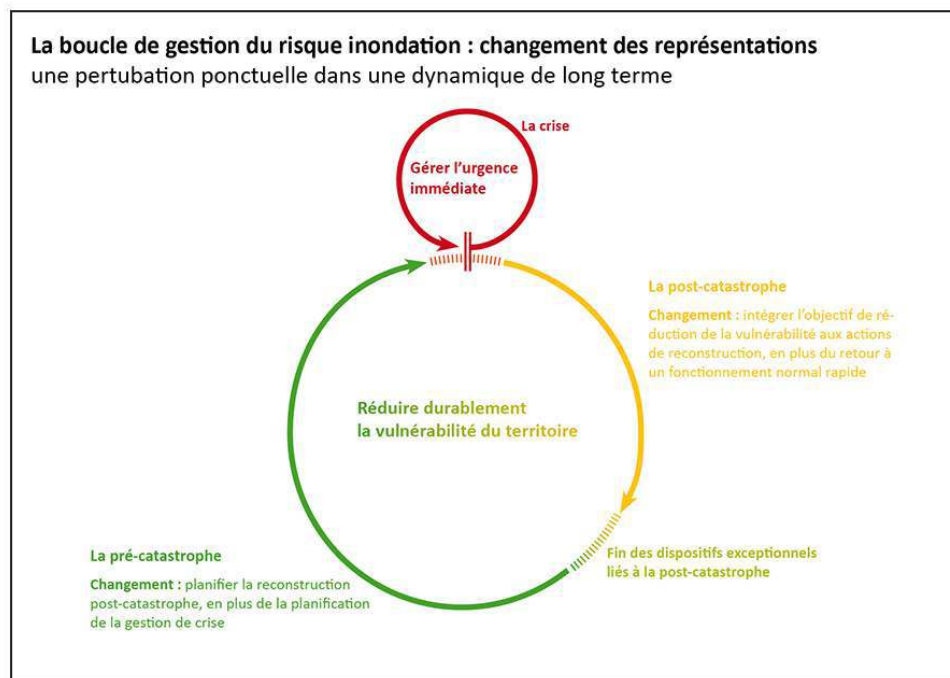 La boucle de gestion du risque inondation : changement des représentations
une pertubation ponctuelle dans une dynamique de long terme
La crise
Gérer l’urgence
immédiate
La post-catastrophe
Changement : intégrer l’objectif de ré-
duction de la vulnérabilité aux actions
de reconstruction, en plus du retour à
un fonctionnement normal rapide
Réduire durablement
la vulnérabilité du territoire
Fin des dispositifs exceptionnels
liés à la post-catastrophe
La pré-catastrophe
Changement : planifier la reconstruction
post-catastrophe, en plus de la planification
de la gestion de crise